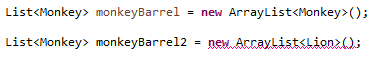 List<Monkey> monkeyBarrel = new ArrayList<Monkey>();
List<Monkey> monkeyBarrel2 = new ArrayList<Lion>();